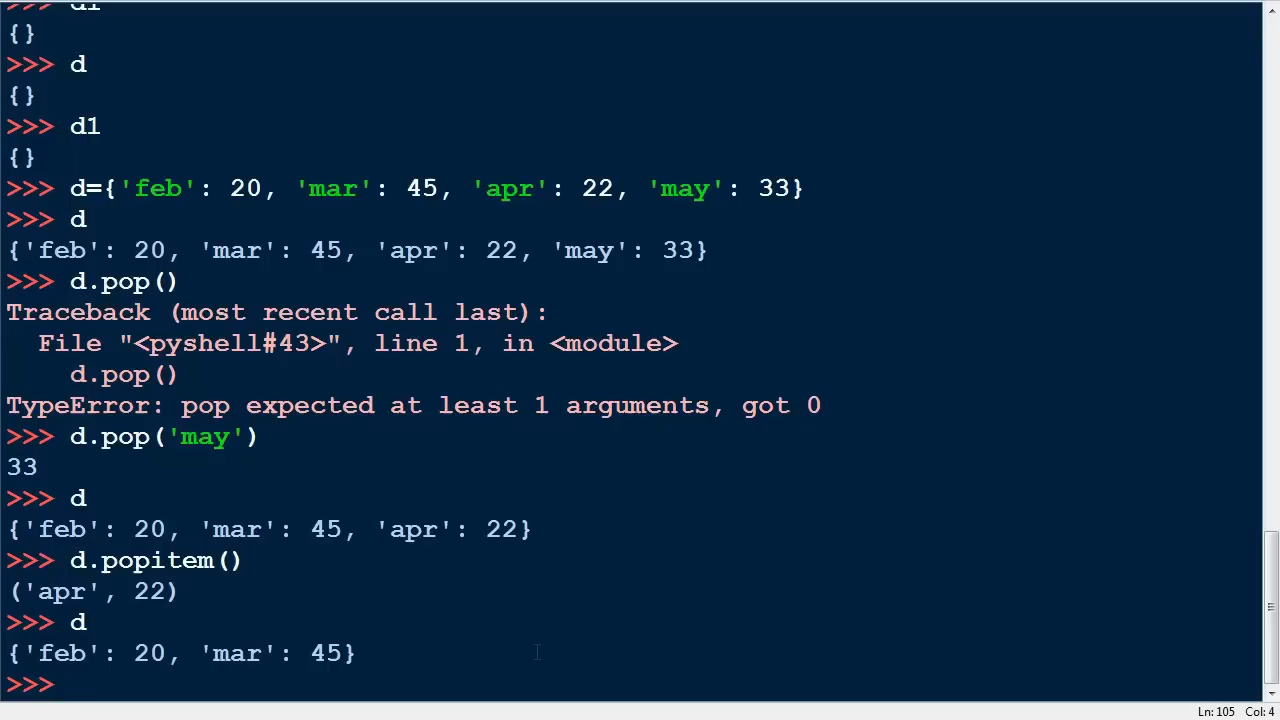 >>> d1
{}
>>> d
{}
>>> d1
{}
>>> d={'feb': 20, 'mar': 45, 'apr': 22, 'may': 33}
>>> d
{'feb': 20, 'mar': 45, 'apr': 22, 'may': 33}
>>> d.pop()
Traceback (most recent call last):
  File "<pyshell#43>", line 1, in <module>
    d.pop()
TypeError: pop expected at least 1 arguments, got 0
>>> d.pop('may')
33
>>> d
{'feb': 20, 'mar': 45, 'apr': 22}
>>> d.popitem()
('apr', 22)
>>> d
{'feb': 20, 'mar': 45}
>>>
Ln: 105 Col: 4